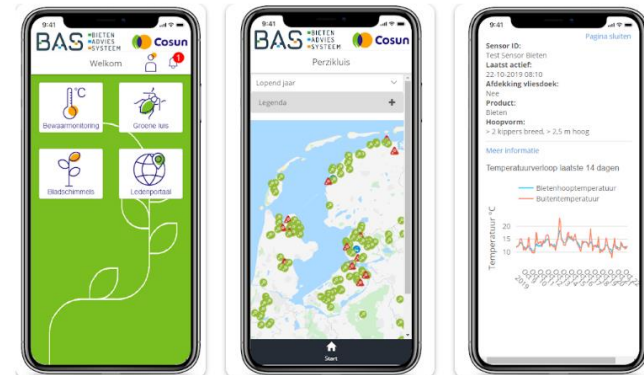 9:41
BAS BIETEN ADVIES SYSTEEM Cosun
Welkom
1
°C
Bewaarmonitoring
Groene luis
Bladschimmels
Ledenportaal
9:41
BAS BIETEN ADVIES SYSTEEM Cosun
Perzikluis
Lopend jaar
Legenda +
Start
9:41
Pagina sluiten
Sensor ID:
Test Sensor Bieten
Laatst actief:
22-10-2019 08:10
Afdekking vliesdoek:
Nee
Product:
Bieten
Hoopvorm:
> 2 kippers breed, > 2,5 m hoog
Meer informatie
Temperatuurverloop laatste 14 dagen
Bietenhooptemperatuur
Buitentemperatuur
Temperatuur °C
20
15
10
2019